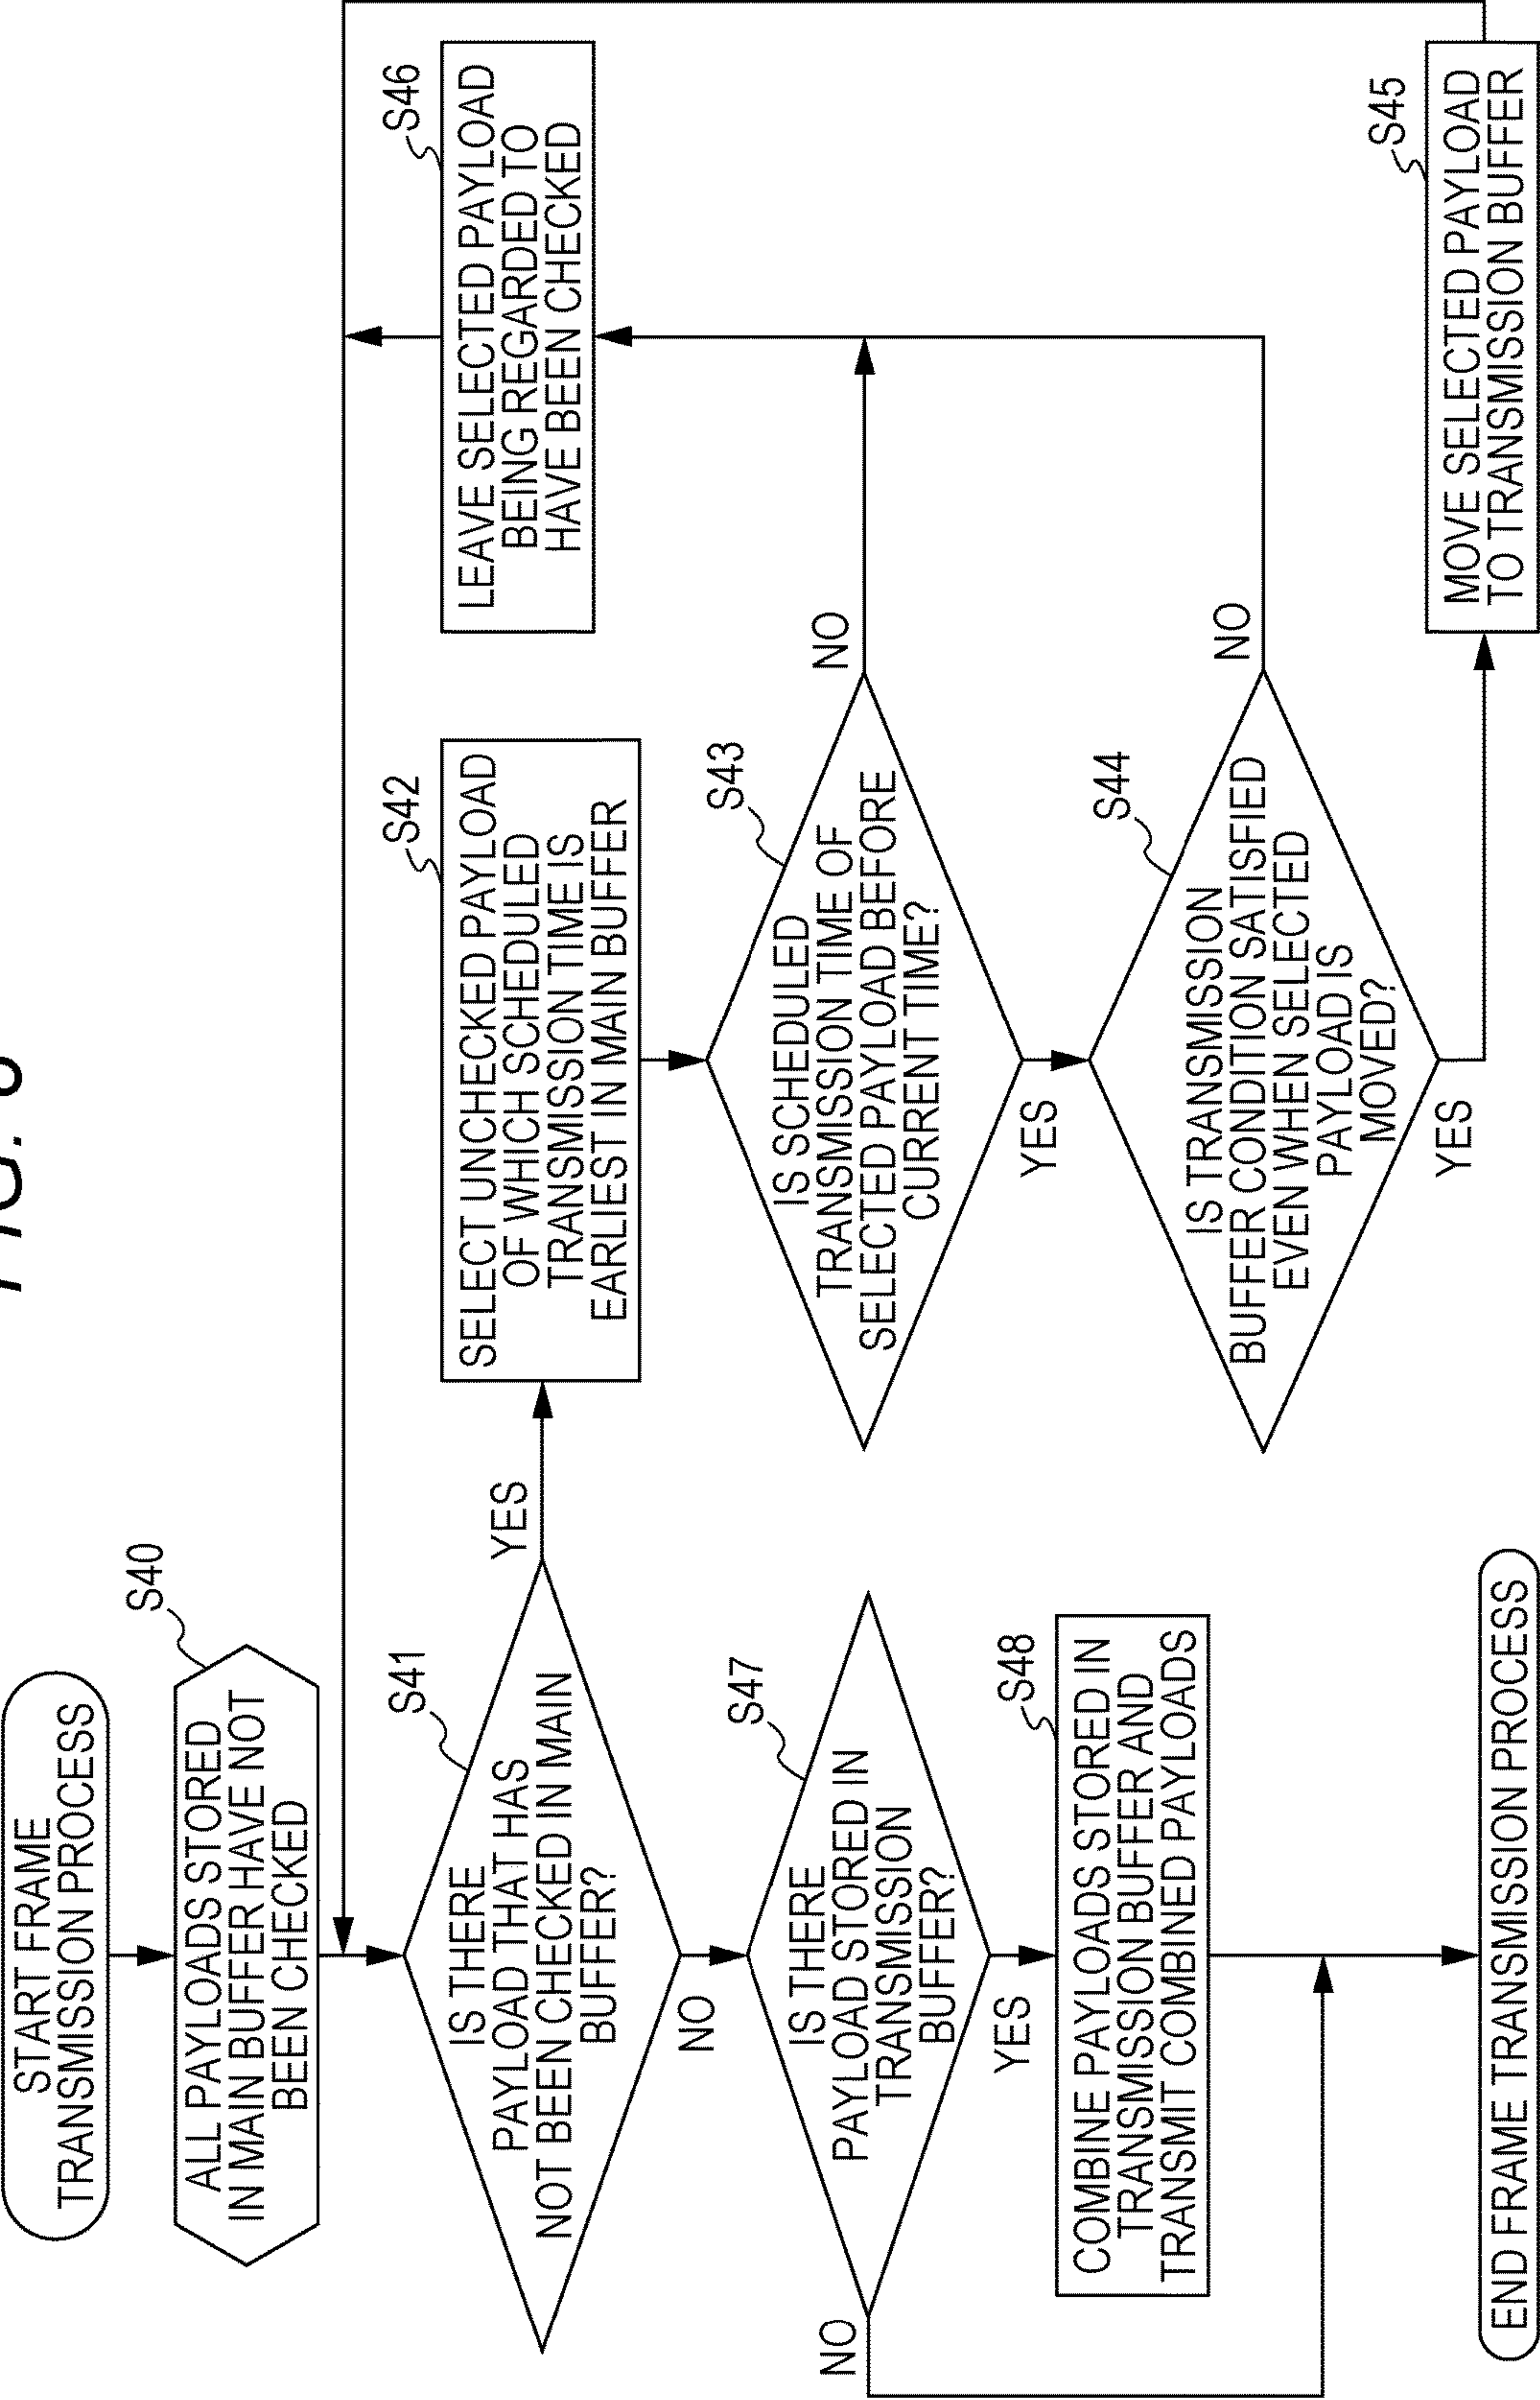 FIG.
START FRAME
TRANSMISSION PROCESS
S40
ALL PAYLOADS STORED
IN MAIN BUFFER HAVE NOT
BEEN CHECKED
S41
IS THERE
PAYLOAD THAT HAS
NOT BEEN CHECKED IN MAIN
BUFFER?
YES
NO
S42
SELECT UNCHECKED PAYLOAD
OF WHICH SCHEDULED
TRANSMISSION TIME IS
EARLIEST IN MAIN BUFFER
S43
IS SCHEDULED
TRANSMISSION TIME OF
SELECTED PAYLOAD BEFORE
CURRENT TIME?
NO
YES
S44
IS TRANSMISSION
BUFFER CONDITION SATISFIED
EVEN WHEN SELECTED
PAYLOAD IS
MOVED?
NO
YES
S45
MOVE SELECTED PAYLOAD
TO TRANSMISSION BUFFER
S46
LEAVE SELECTED PAYLOAD
BEING REGARDED TO
HAVE BEEN CHECKED
S47
IS THERE
PAYLOAD STORED IN
TRANSMISSION
BUFFER?
NO
YES
S48
COMBINE PAYLOADS STORED IN
TRANSMISSION BUFFER AND
TRANSMIT COMBINED PAYLOADS
END FRAME TRANSMISSION PROCESS